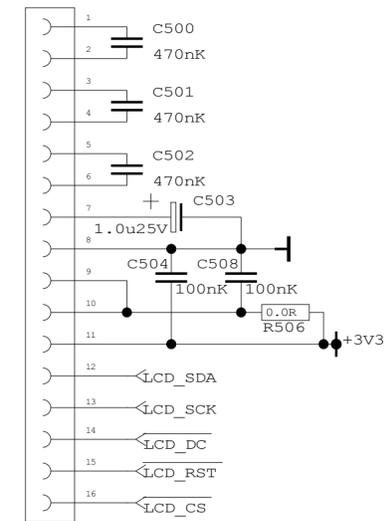 1
C500
2
470nK
3
C501
4
470nK
5
C502
6
470nK
+
C503
7
1.0u25V
8
C504 C508
9
100nK 100nK
10
0.0R
R506
11
+3V3
12
LCD_SDA
13
LCD_SCK
14
LCD_DC
15
LCD_RST
16
LCD_CS